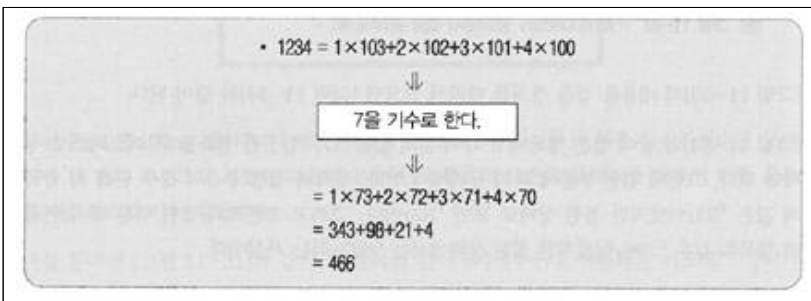 • 1234 = 1×103+2×102+3×101+4×100
⇓
7을 기수로 한다.
⇓
= 1×73+2×72+3×71+4×70
= 343+98+21+4
= 466